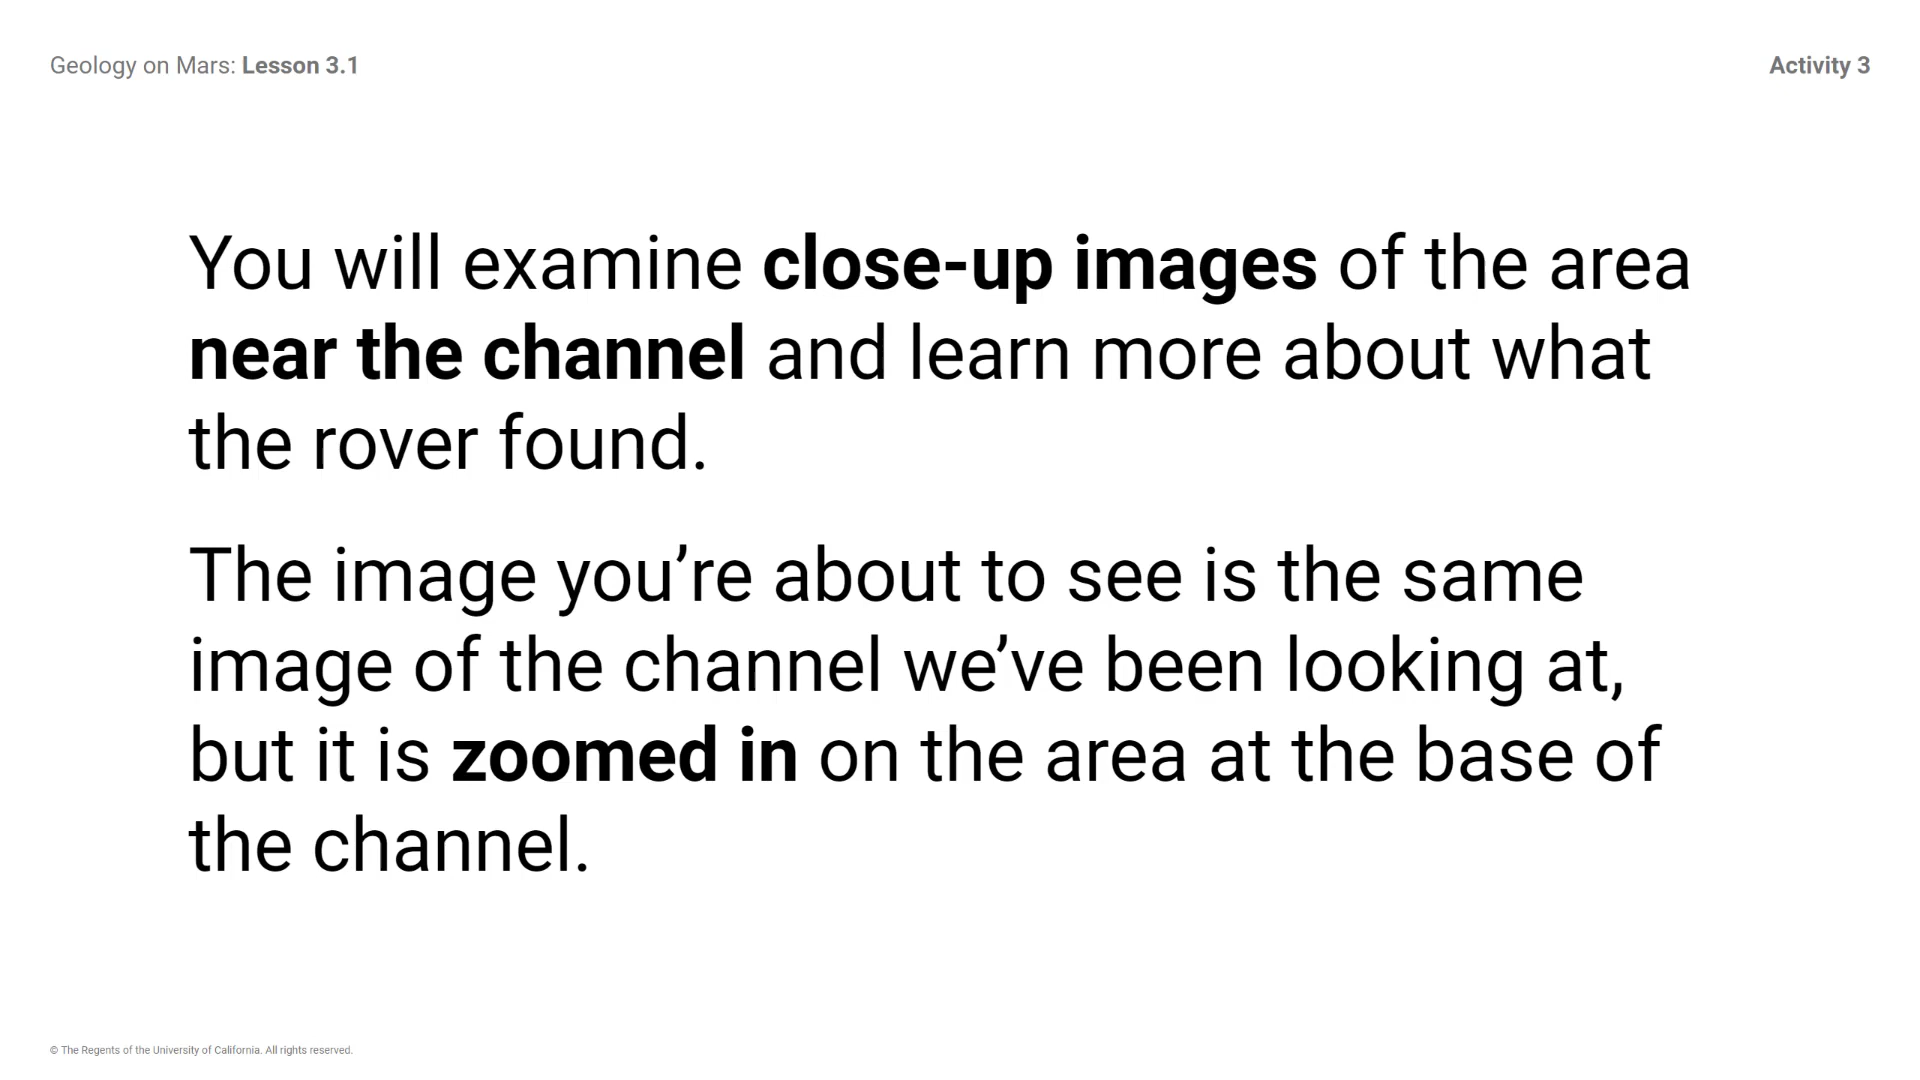 Geology on Mars: Lesson 3.1
Activity 3
You will examine close-up images of the area
near the channel and learn more about what
the rover found.
The image you’re about to see is the same
image of the channel we’ve been looking at,
but it is zoomed in on the area at the base of
the channel.
© The Regents of the University of California. All rights reserved.